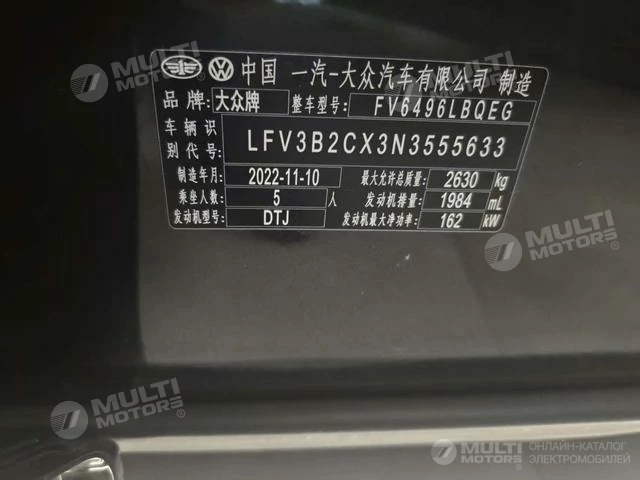 中国 一汽-大众汽车有限公司 制造
品牌: 大众牌 整车型号: FV6496LBQEG
车辆识别代号: LFV3B2CX3N3555633
制造年月: 2022-11-10 最大允许总质量: 2630 kg
乘坐人数: 5 人 发动机排量: 1984 mL
发动机型号: DTJ 发动机最大净功率: 162 kW
MULTI MOTORS®
MULTI MOTORS®
MULTI MOTORS®
MULTI MOTORS®
MULTI MOTORS
ОНЛАЙН-КАТАЛОГ
ЭЛЕКТРОМОБИЛЕЙ